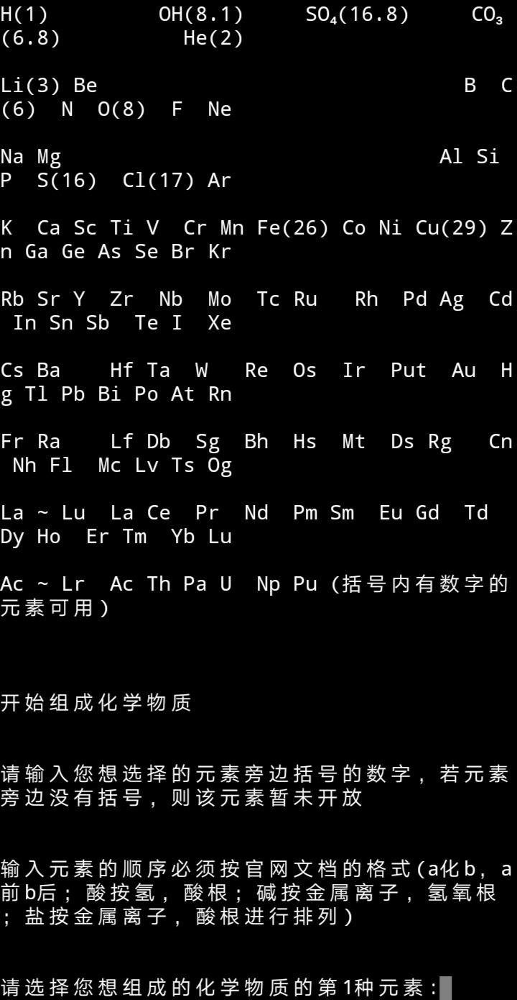 H(1)         OH(8.1)     SO₄(16.8)     CO₃
(6.8)          He(2)
Li(3) Be                              B  C
(6)  N  O(8)  F  Ne
Na Mg                               Al Si
P  S(16)  Cl(17) Ar
K  Ca Sc Ti V  Cr Mn Fe(26) Co Ni Cu(29) Z
n Ga Ge As Se Br Kr
Rb Sr Y  Zr  Nb  Mo  Tc Ru   Rh  Pd Ag  Cd
 In Sn Sb  Te I  Xe
Cs Ba    Hf Ta  W   Re  Os  Ir  Put  Au  H
g Tl Pb Bi Po At Rn
Fr Ra    Lf Db  Sg  Bh  Hs  Mt  Ds Rg   Cn
 Nh Fl  Mc Lv Ts Og
La ~ Lu  La Ce  Pr  Nd  Pm Sm  Eu Gd  Td
Dy Ho  Er Tm  Yb Lu
Ac ~ Lr  Ac Th Pa U  Np Pu (括号内有数字的
元素可用)
开始组成化学物质
请输入您想选择的元素旁边括号的数字, 若元素
旁边没有括号, 则该元素暂未开放
输入元素的顺序必须按官网文档的格式(a化b, a
前b后; 酸按氢, 酸根; 碱按金属离子, 氢氧根
; 盐按金属离子, 酸根进行排列)
请选择您想组成的化学物质的第1种元素: